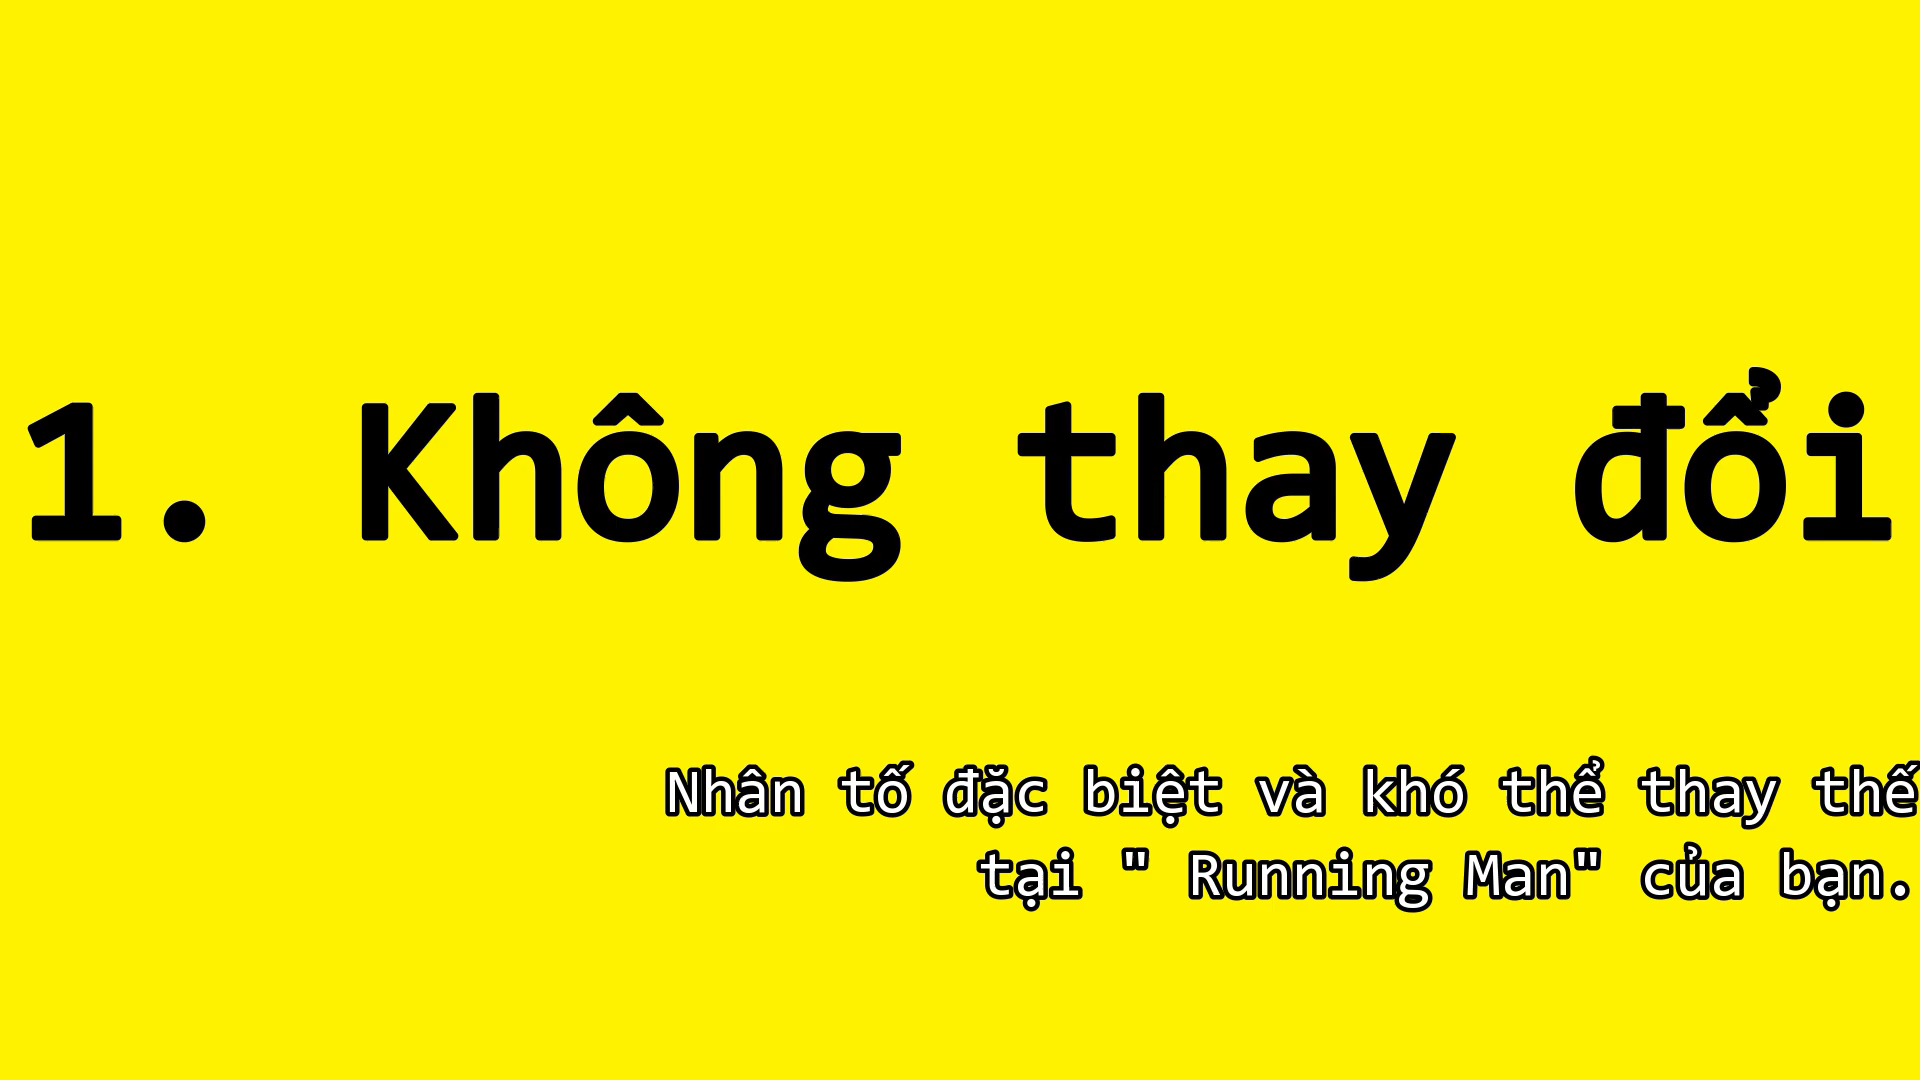 1. Không thay đổi
Nhân tố đặc biệt và khó thể thay thế
tại " Running Man" của bạn.